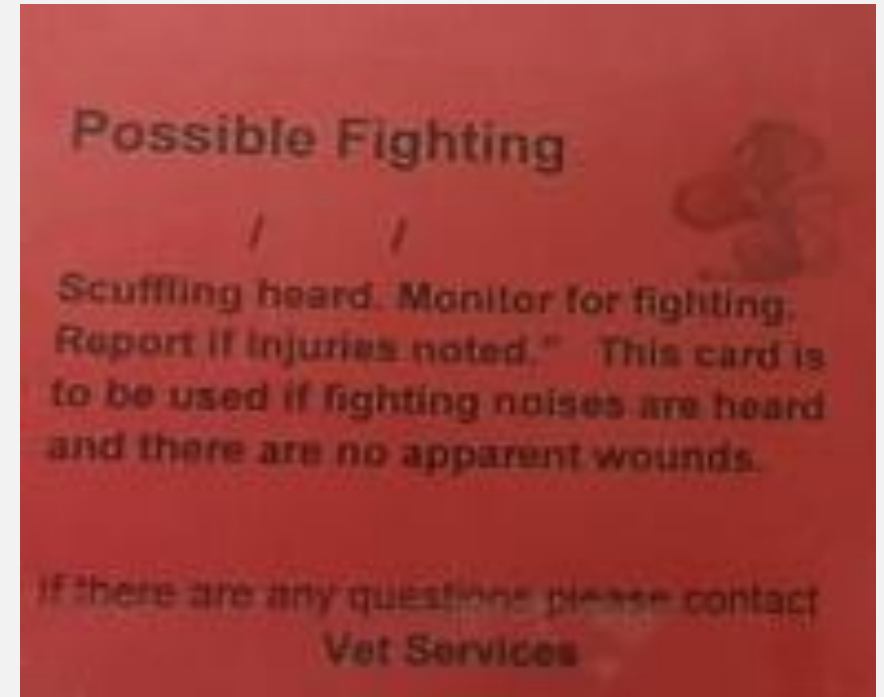 Possible Fighting
/ /
Scuffling heard. Monitor for fighting.
Report if injuries noted." This card is
to be used if fighting noises are heard
and there are no apparent wounds.
If there are any questions please contact
Vet Services